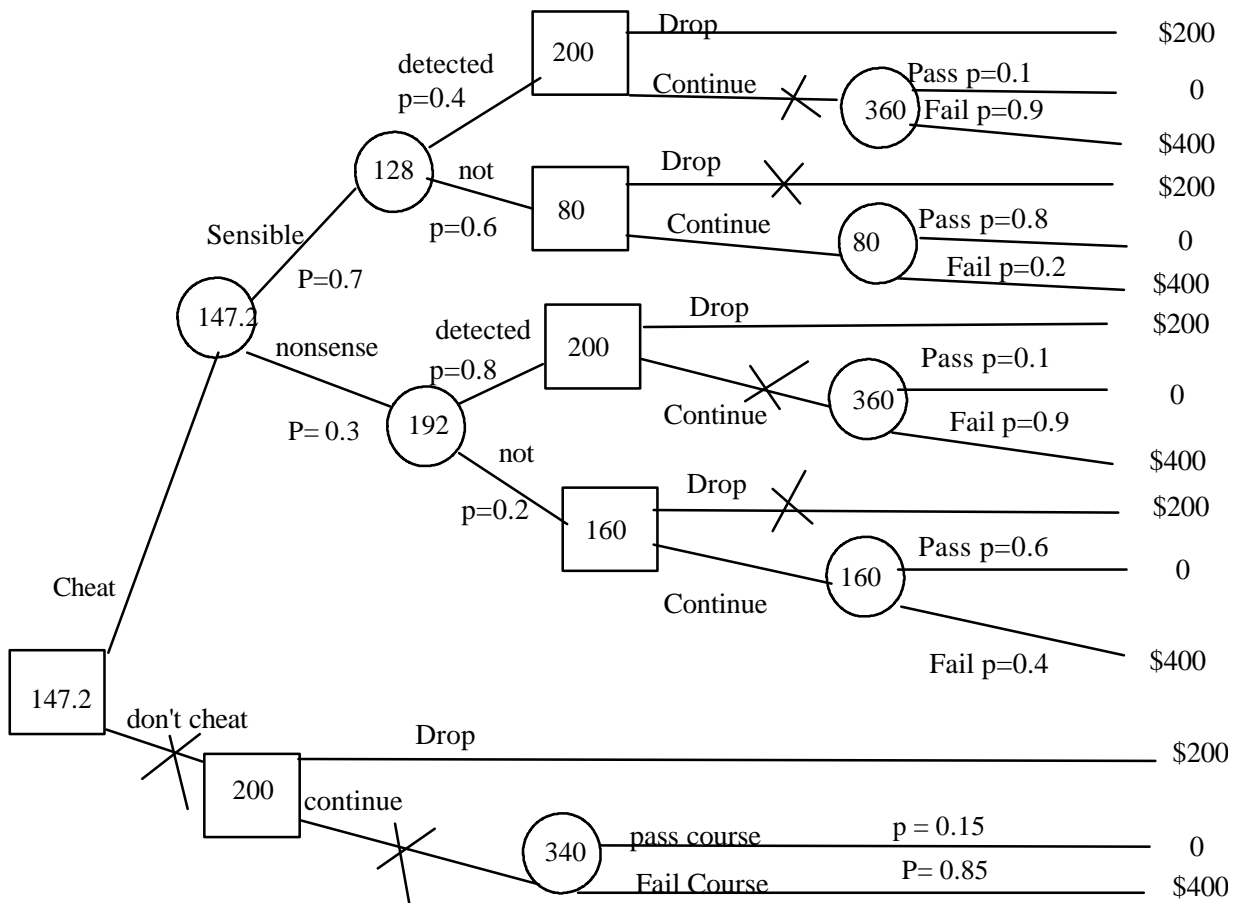 Drop $200
200
detected
p=0.4
Continue Pass p=0.1 0
360
Fail p=0.9 $400
128
not
p=0.6
Drop $200
80
Continue Pass p=0.8 0
80
Fail p=0.2 $400
Sensible
P=0.7
147.2
nonsense
P= 0.3
detected
p=0.8
Drop $200
200
Continue
Pass p=0.1 0
360
Fail p=0.9 $400
192
not
p=0.2
Drop $200
160
Continue
Pass p=0.6 0
160
Fail p=0.4 $400
Cheat
147.2
don't cheat
Drop $200
200
continue
340
pass course p = 0.15 0
Fail Course P= 0.85 $400